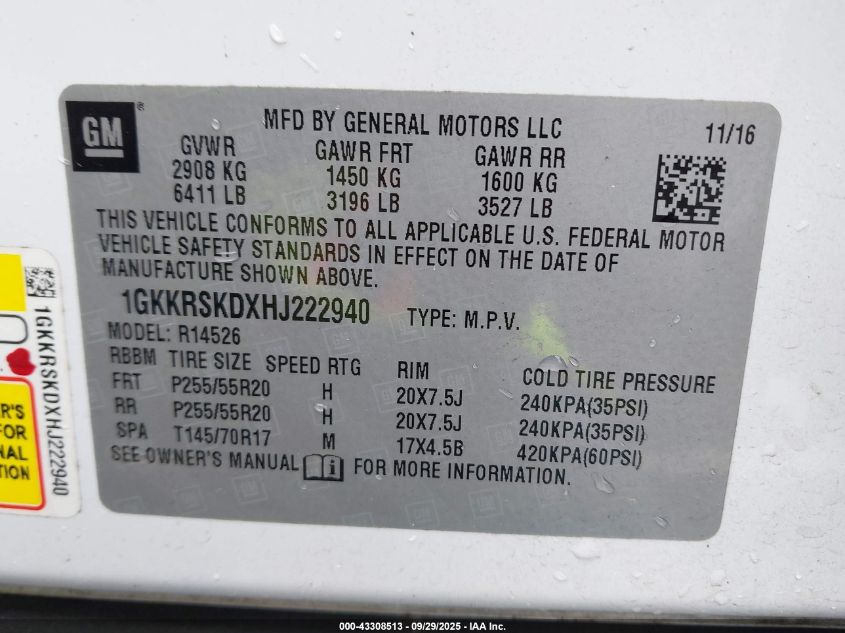 GM
®
MFD BY GENERAL MOTORS LLC
11/16
GVWR GAWR FRT GAWR RR
2908 KG 1450 KG 1600 KG
6411 LB 3196 LB 3527 LB
THIS VEHICLE CONFORMS TO ALL APPLICABLE U.S. FEDERAL MOTOR
VEHICLE SAFETY STANDARDS IN EFFECT ON THE DATE OF
MANUFACTURE SHOWN ABOVE.
1GKKRSKDXHJ222940 TYPE: M.P.V.
MODEL: R14526
RBBM TIRE SIZE SPEED RTG RIM COLD TIRE PRESSURE
FRT P255/55R20 H 20X7.5J 240KPA(35PSI)
RR P255/55R20 H 20X7.5J 240KPA(35PSI)
SPA T145/70R17 M 17X4.5B 420KPA(60PSI)
SEE OWNER'S MANUAL i FOR MORE INFORMATION.
1GKKRSKDXHJ222940
ER'S
FOR
NAL
TION
000-43308513 - 09/29/2025 - IAA Inc.